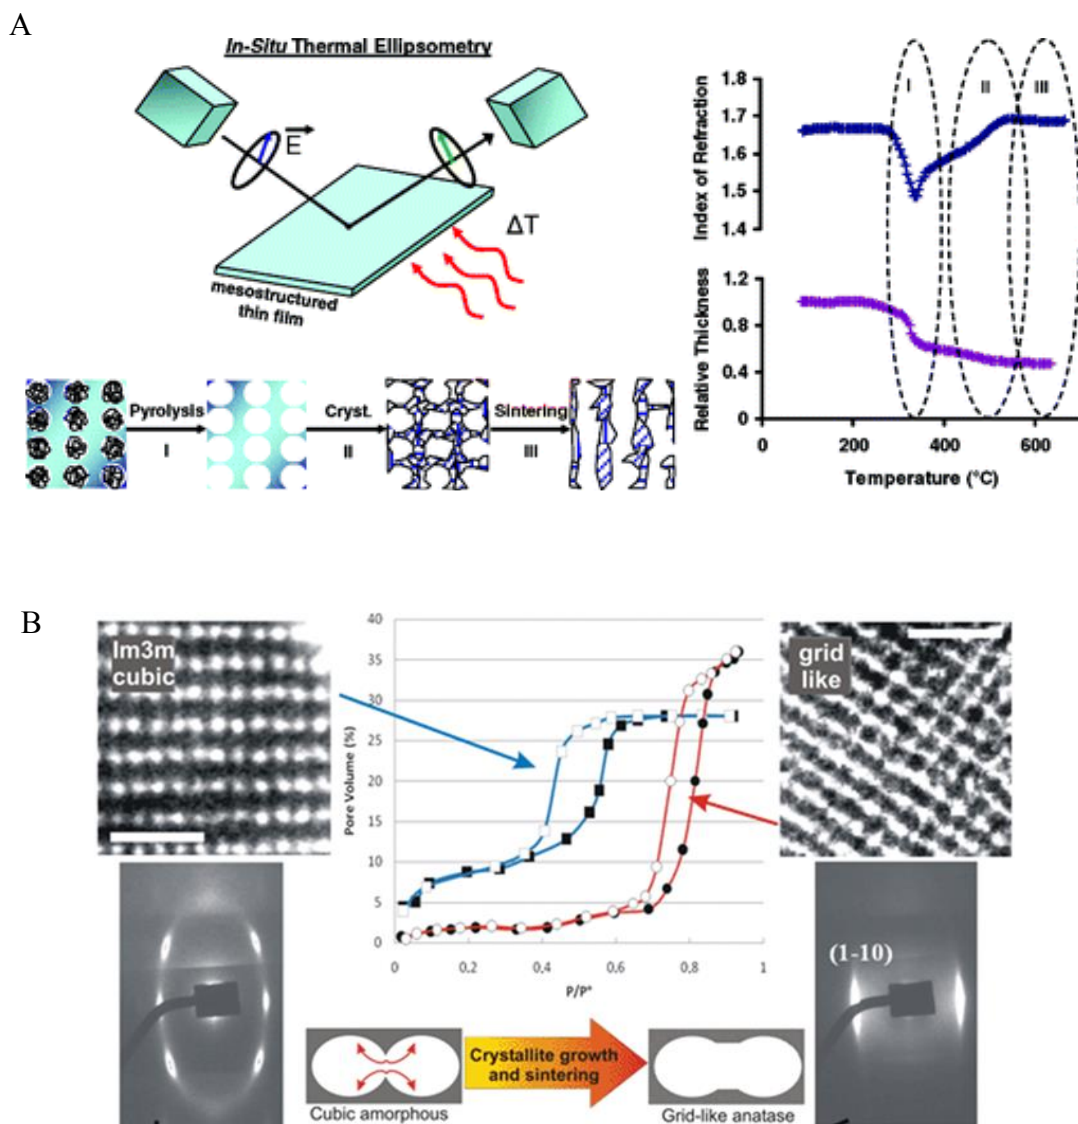 A
In-Situ Thermal Ellipsometry
E
ΔT
mesostructured
thin film
Pyrolysis
I
Cryst.
II
Sintering
III
I
II
III
1.8
1.7
1.6
1.5
1.4
Index of Refraction
1.2
0.8
0.4
0
Relative Thickness
0
200
400
600
Temperature (°C)
B
Im3m
cubic
grid
like
40
35
30
25
20
15
10
5
0
Pore Volume (%)
0
0,2
0,4
0,6
0,8
1
P/P°
(1-10)
Crystallite growth
and sintering
Cubic amorphous
Grid-like anatase